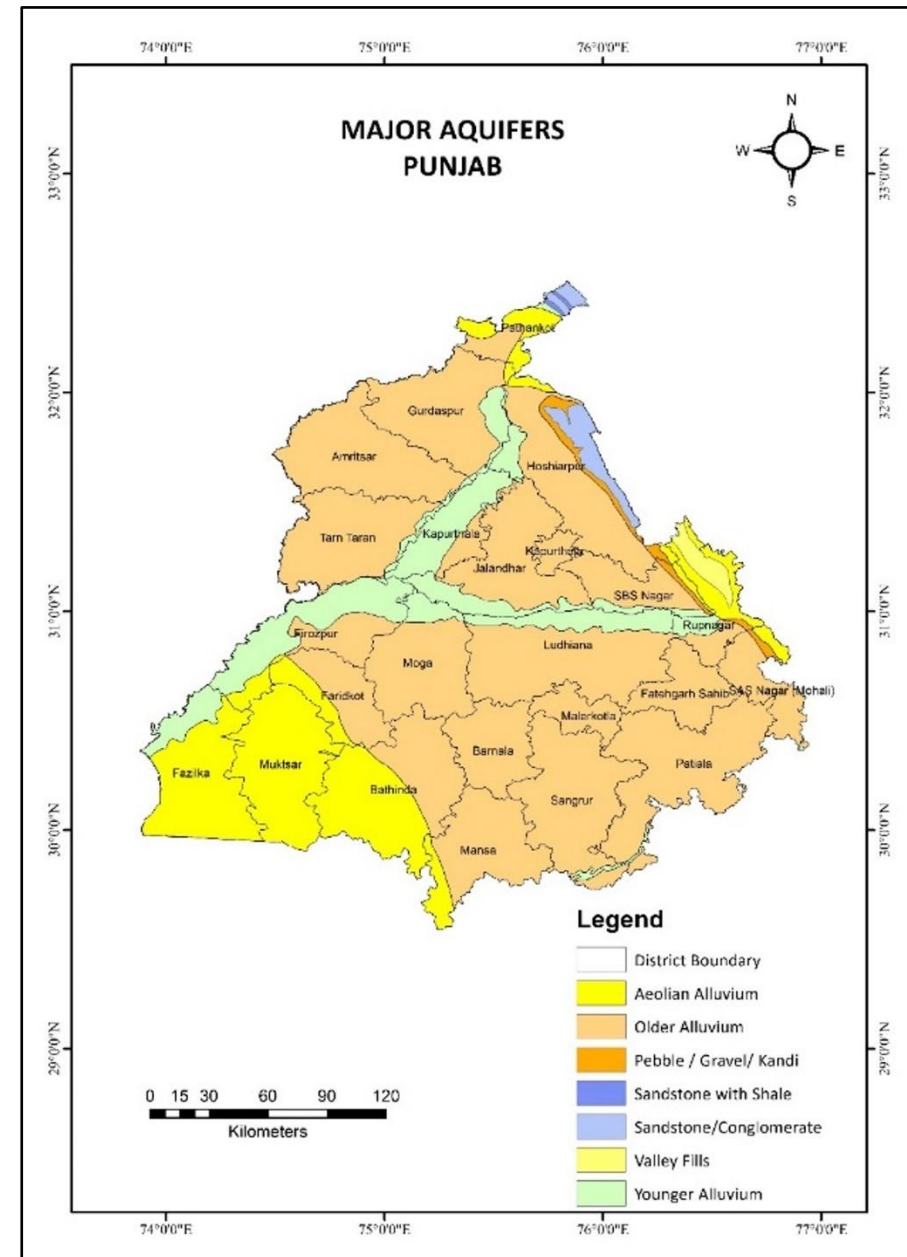 74°0'0"E
75°0'0"E
76°0'0"E
77°0'0"E
MAJOR AQUIFERS
PUNJAB
N
W
E
S
33°0'0"N
33°0'0"N
32°0'0"N
32°0'0"N
31°0'0"N
31°0'0"N
30°0'0"N
30°0'0"N
29°0'0"N
29°0'0"N
Pathankot
Gurdaspur
Amritsar
Hoshiarpur
Tarn Taran
Kapurthala
Kapurthala
Jalandhar
SBS Nagar
Rupnagar
Firozpur
Ludhiana
Moga
Faridkot
Fatehgarh Sahib
SAS Nagar (Mohali)
Malerkotla
Barnala
Patiala
Fazilka
Muktsar
Bathinda
Sangrur
Mansa
Legend
District Boundary
Aeolian Alluvium
Older Alluvium
Pebble / Gravel/ Kandi
Sandstone with Shale
Sandstone/Conglomerate
Valley Fills
Younger Alluvium
0 15 30 60 90 120
Kilometers
74°0'0"E
75°0'0"E
76°0'0"E
77°0'0"E